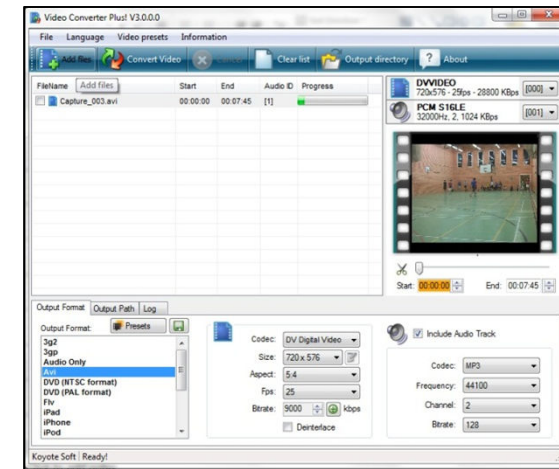 Video Converter Plus! V3.0.0.0
File Language Video presets Information
Add files Convert Video Cancel Clear list Output directory ? About
FileName Start End Audio ID Progress
Add files
Capture_003.avi 00:00:00 00:07:45 [1]
DVVIDEO
720x576 - 25fps - 28800 KBps [000]
PCM S16LE
32000Hz, 2, 1024 KBps [001]
Start: 00:00:00 End: 00:07:45
Output Format Output Path Log
Output Format: Presets
3g2
3gp
Audio Only
Avi
DVD (NTSC format)
DVD (PAL format)
Flv
iPad
iPhone
iPod
Codec: DV Digital Video
Size: 720 x 576
Aspect: 5:4
Fps: 25
Bitrate: 9000 kbps
Deinterlace
Include Audio Track
Codec: MP3
Frequency: 44100
Channel: 2
Bitrate: 128
Koyote Soft Ready!